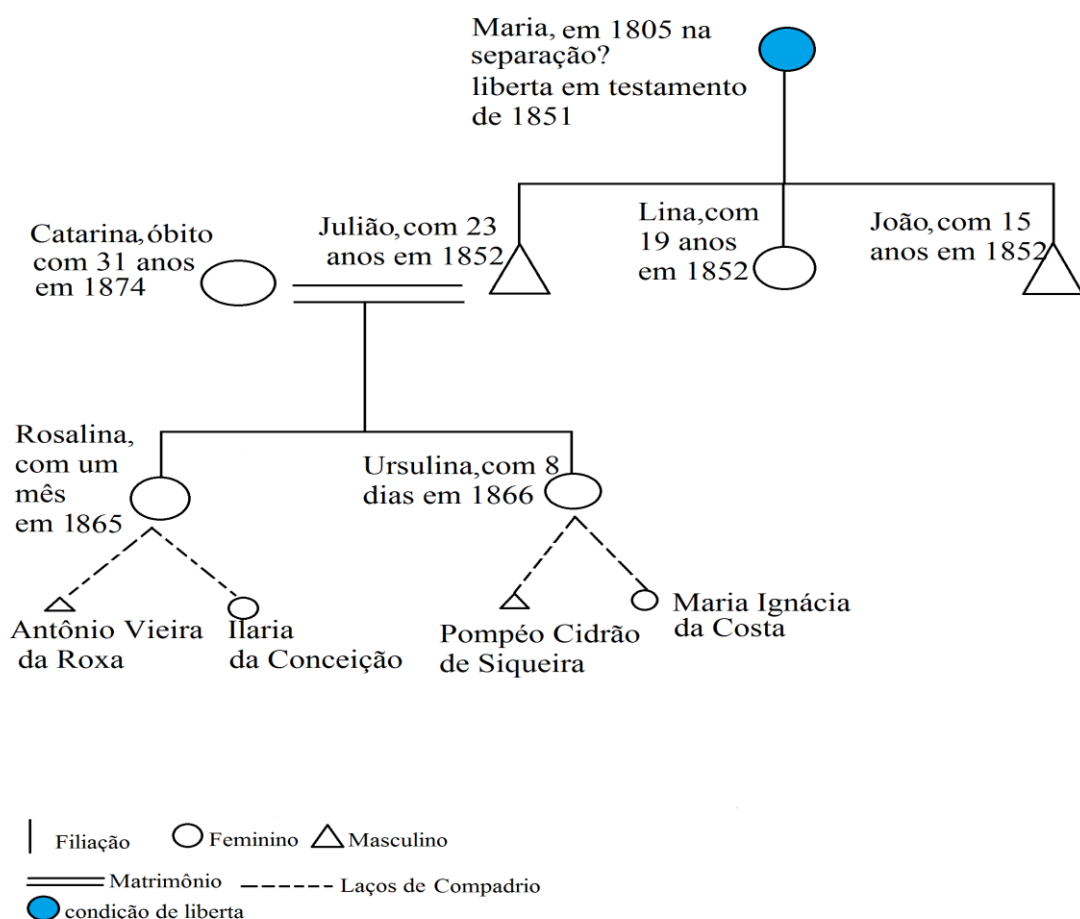 Maria, em 1805 na
separação?
liberta em testamento
de 1851
Catarina, óbito
com 31 anos
em 1874
Julião, com 23
anos em 1852
Lina, com
19 anos
em 1852
João, com 15
anos em 1852
Rosalina,
com um
mês
em 1865
Ursulina, com 8
dias em 1866
Antônio Vieira
da Roxa
Ilaria
da Conceição
Pompéo Cidrão
de Siqueira
Maria Ignácia
da Costa
Filiação
Feminino
Masculino
Matrimônio
Laços de Compadrio
condição de liberta